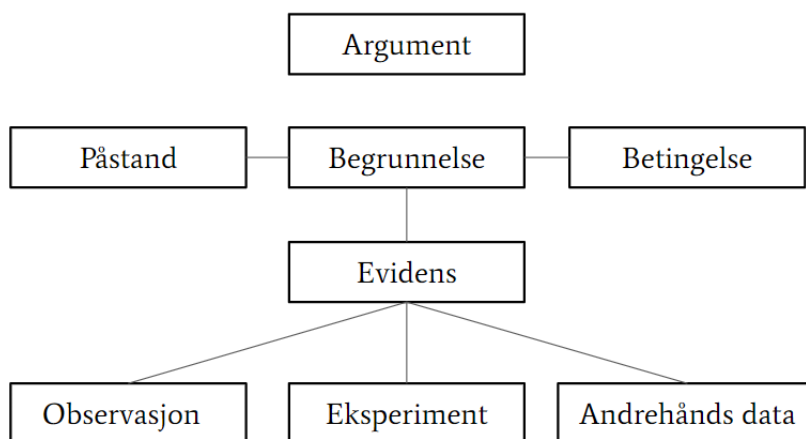 Argument
Påstand
Begrunnelse
Betingelse
Evidens
Observasjon
Eksperiment
Andrehånds data